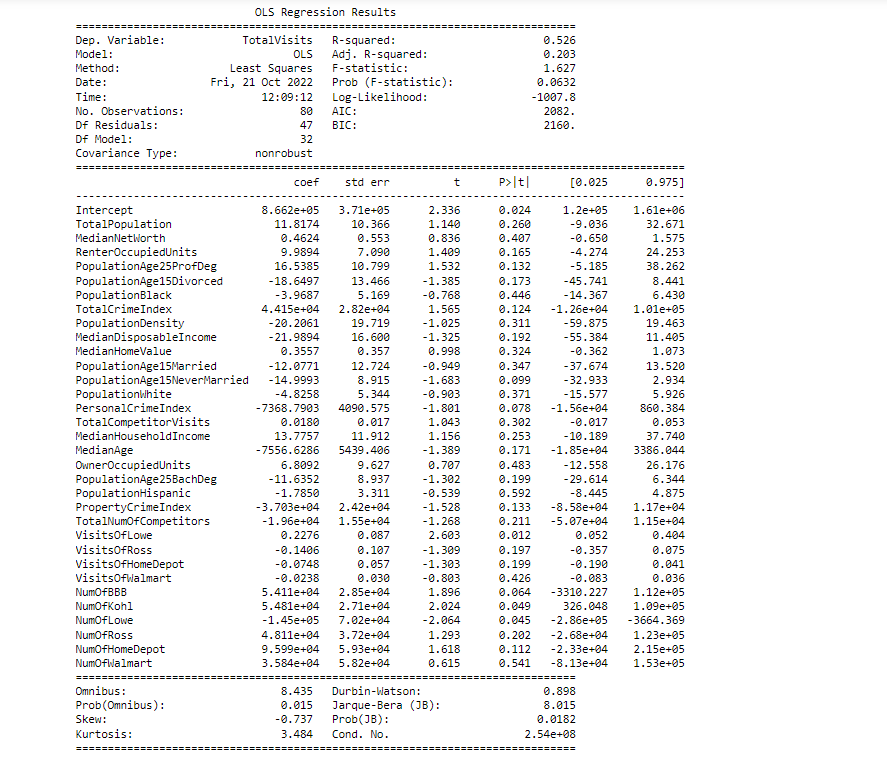 OLS Regression Results
==============================================================================
Dep. Variable: TotalVisits R-squared: 0.526
Model: OLS Adj. R-squared: 0.203
Method: Least Squares F-statistic: 1.627
Date: Fri, 21 Oct 2022 Prob (F-statistic): 0.0632
Time: 12:09:12 Log-Likelihood: -1007.8
No. Observations: 80 AIC: 2082.
Df Residuals: 47 BIC: 2160.
Df Model: 32
Covariance Type: nonrobust
==============================================================================
coef std err t P>|t| [0.025 0.975]
------------------------------------------------------------------------------
Intercept 8.662e+05 3.71e+05 2.336 0.024 1.2e+05 1.61e+06
TotalPopulation 11.8174 10.366 1.140 0.260 -9.036 32.671
MedianNetWorth 0.4624 0.553 0.836 0.407 -0.650 1.575
RenterOccupiedUnits 9.9894 7.090 1.409 0.165 -4.274 24.253
PopulationAge25ProfDeg 16.5385 10.799 1.532 0.132 -5.185 38.262
PopulationAge15Divorced -18.6497 13.466 -1.385 0.173 -45.741 8.441
PopulationBlack -3.9687 5.169 -0.768 0.446 -14.367 6.430
TotalCrimeIndex 4.415e+04 2.82e+04 1.565 0.124 -1.26e+04 1.01e+05
PopulationDensity -20.2061 19.719 -1.025 0.311 -59.875 19.463
MedianDisposableIncome -21.9894 16.600 -1.325 0.192 -55.384 11.405
MedianHomeValue 0.3557 0.357 0.998 0.324 -0.362 1.073
PopulationAge15Married -12.0771 12.724 -0.949 0.347 -37.674 13.520
PopulationAge15NeverMarried -14.9993 8.915 -1.683 0.099 -32.933 2.934
PopulationWhite -4.8258 5.344 -0.903 0.371 -15.577 5.926
PersonalCrimeIndex -7368.7903 4090.575 -1.801 0.078 -1.56e+04 860.384
TotalCompetitorVisits 0.0180 0.017 1.043 0.302 -0.017 0.053
MedianHouseholdIncome 13.7757 11.912 1.156 0.253 -10.189 37.740
MedianAge -7556.6286 5439.406 -1.389 0.171 -1.85e+04 3386.044
OwnerOccupiedUnits 6.8092 9.627 0.707 0.483 -12.558 26.176
PopulationAge25BachDeg -11.6352 8.937 -1.302 0.199 -29.614 6.344
PopulationHispanic -1.7850 3.311 -0.539 0.592 -8.445 4.875
PropertyCrimeIndex -3.703e+04 2.42e+04 -1.528 0.133 -8.58e+04 1.17e+04
TotalNumOfCompetitors -1.96e+04 1.55e+04 -1.268 0.211 -5.07e+04 1.15e+04
VisitsOfLowe 0.2276 0.087 2.603 0.012 0.052 0.404
VisitsOfRoss -0.1406 0.107 -1.309 0.197 -0.357 0.075
VisitsOfHomeDepot -0.0748 0.057 -1.303 0.199 -0.190 0.041
VisitsOfWalmart -0.0238 0.030 -0.803 0.426 -0.083 0.036
NumOfBBB 5.411e+04 2.85e+04 1.896 0.064 -3310.227 1.12e+05
NumOfKohl 5.481e+04 2.71e+04 2.024 0.049 326.048 1.09e+05
NumOfLowe -1.45e+05 7.02e+04 -2.064 0.045 -2.86e+05 -3664.369
NumOfRoss 4.811e+04 3.72e+04 1.293 0.202 -2.68e+04 1.23e+05
NumOfHomeDepot 9.599e+04 5.93e+04 1.618 0.112 -2.33e+04 2.15e+05
NumOfWalmart 3.584e+04 5.82e+04 0.615 0.541 -8.13e+04 1.53e+05
==============================================================================
Omnibus: 8.435 Durbin-Watson: 0.898
Prob(Omnibus): 0.015 Jarque-Bera (JB): 8.015
Skew: -0.737 Prob(JB): 0.0182
Kurtosis: 3.484 Cond. No. 2.54e+08
==============================================================================